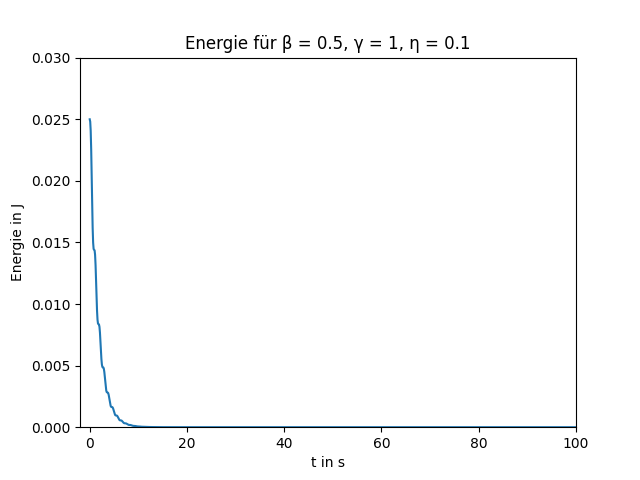 Energie für β = 0.5, γ = 1, η = 0.1
0.030
0.025
0.020
0.015
0.010
0.005
0.000
Energie in J
0 20 40 60 80 100
t in s